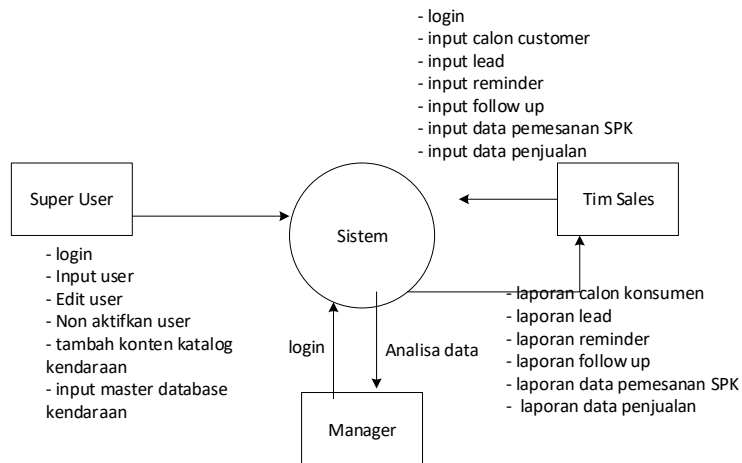 - login
- input calon customer
- input lead
- input reminder
- input follow up
- input data pemesanan SPK
- input data penjualan
Super User
Sistem
Tim Sales
- login
- Input user
- Edit user
- Non aktifkan user
- tambah konten katalog
kendaraan
- input master database
kendaraan
login
Analisa data
- laporan calon konsumen
- laporan lead
- laporan reminder
- laporan follow up
- laporan data pemesanan SPK
- laporan data penjualan
Manager